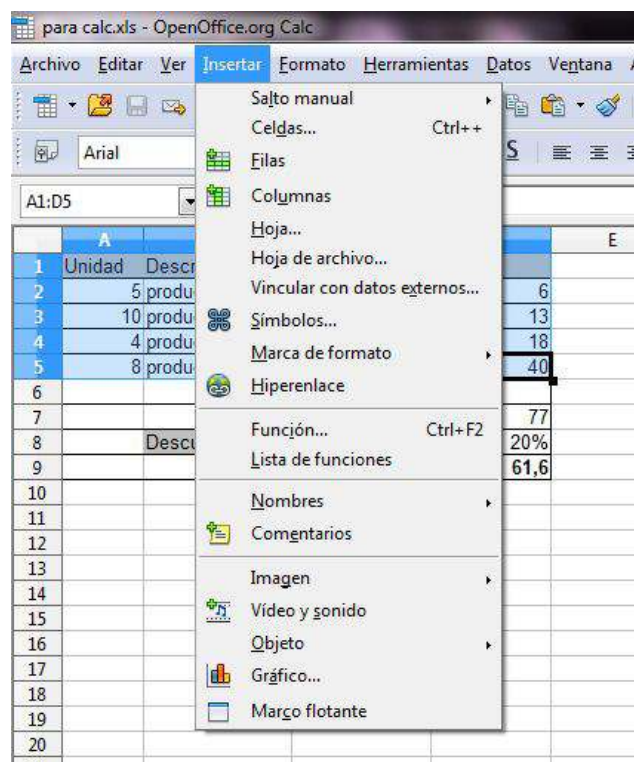 para calc.xls - OpenOffice.org Calc
Archivo Editar Ver Insertar Formato Herramientas Datos Ventana
Arial S
A1:D5
A E
1 Unidad Descr
2 5 produ 6
3 10 produ 13
4 4 produ 18
5 8 produ 40
6
7 77
8 Descu 20%
9 61,6
10
11
12
13
14
15
16
17
18
19
20
Salto manual
Celdas... Ctrl++
Filas
Columnas
Hoja...
Hoja de archivo...
Vincular con datos externos...
Símbolos...
Marca de formato
Hiperenlace
Función... Ctrl+F2
Lista de funciones
Nombres
Comentarios
Imagen
Vídeo y sonido
Objeto
Gráfico...
Marco flotante